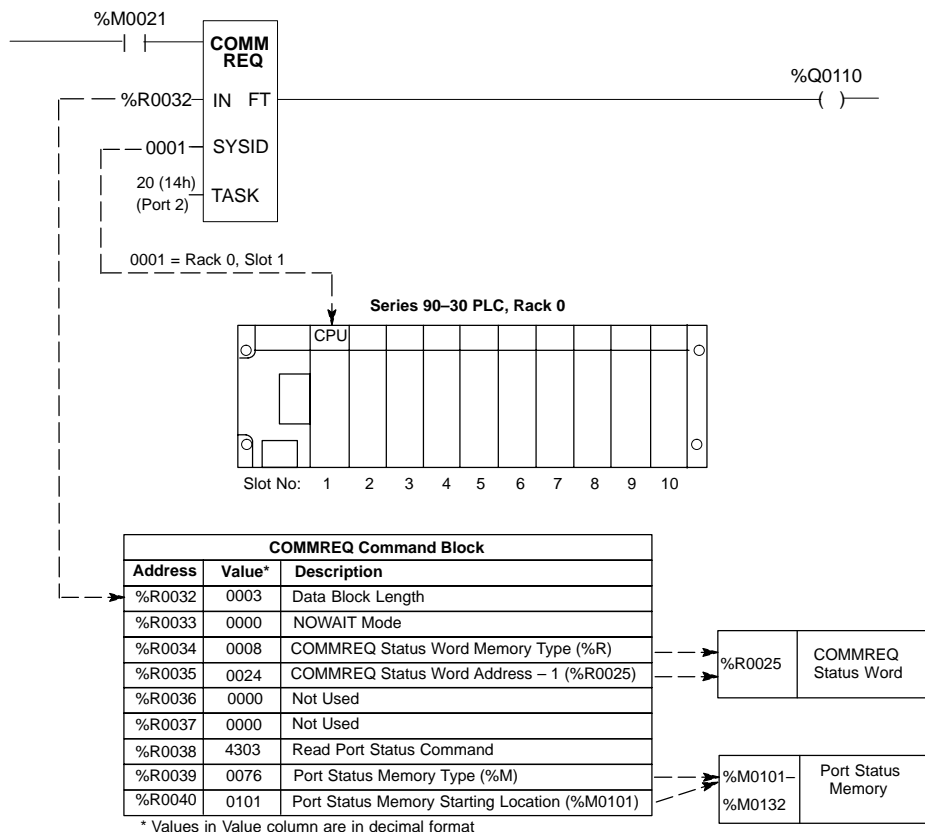 %M0021
COMM
REQ
%Q0110
%R0032
IN FT
0001
SYSID
20 (14h)
(Port 2)
TASK
0001 = Rack 0, Slot 1
Series 90–30 PLC, Rack 0
CPU
Slot No: 1 2 3 4 5 6 7 8 9 10
COMMREQ Command Block
Address Value* Description
%R0032 0003 Data Block Length
%R0033 0000 NOWAIT Mode
%R0034 0008 COMMREQ Status Word Memory Type (%R)
%R0035 0024 COMMREQ Status Word Address – 1 (%R0025)
%R0036 0000 Not Used
%R0037 0000 Not Used
%R0038 4303 Read Port Status Command
%R0039 0076 Port Status Memory Type (%M)
%R0040 0101 Port Status Memory Starting Location (%M0101)
* Values in Value column are in decimal format
%R0025
COMMREQ
Status Word
%M0101–
%M0132
Port Status
Memory